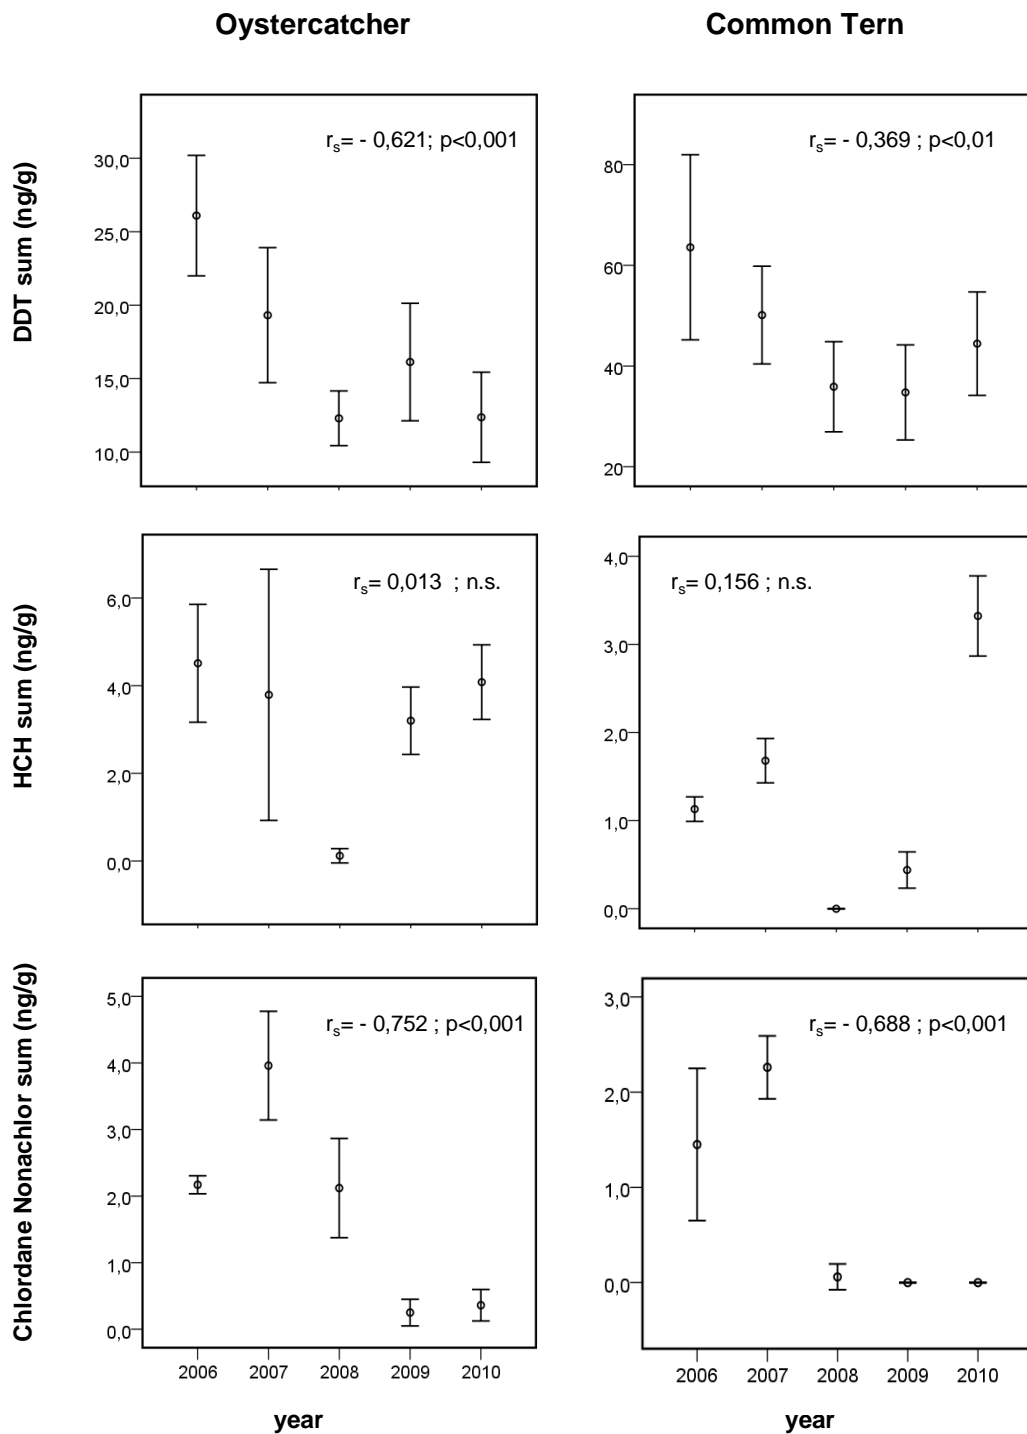 Oystercatcher
Common Tern
DDT sum (ng/g)
30,0
25,0
20,0
15,0
10,0
rs= - 0,621; p<0,001
80
60
40
20
rs= - 0,369 ; p<0,01
HCH sum (ng/g)
6,0
4,0
2,0
0,0
rs= 0,013 ; n.s.
4,0
3,0
2,0
1,0
0,0
rs= 0,156 ; n.s.
Chlordane Nonachlor sum (ng/g)
5,0
4,0
3,0
2,0
1,0
0,0
rs= - 0,752 ; p<0,001
2006 2007 2008 2009 2010
year
3,0
2,0
1,0
0,0
rs= - 0,688 ; p<0,001
2006 2007 2008 2009 2010
year